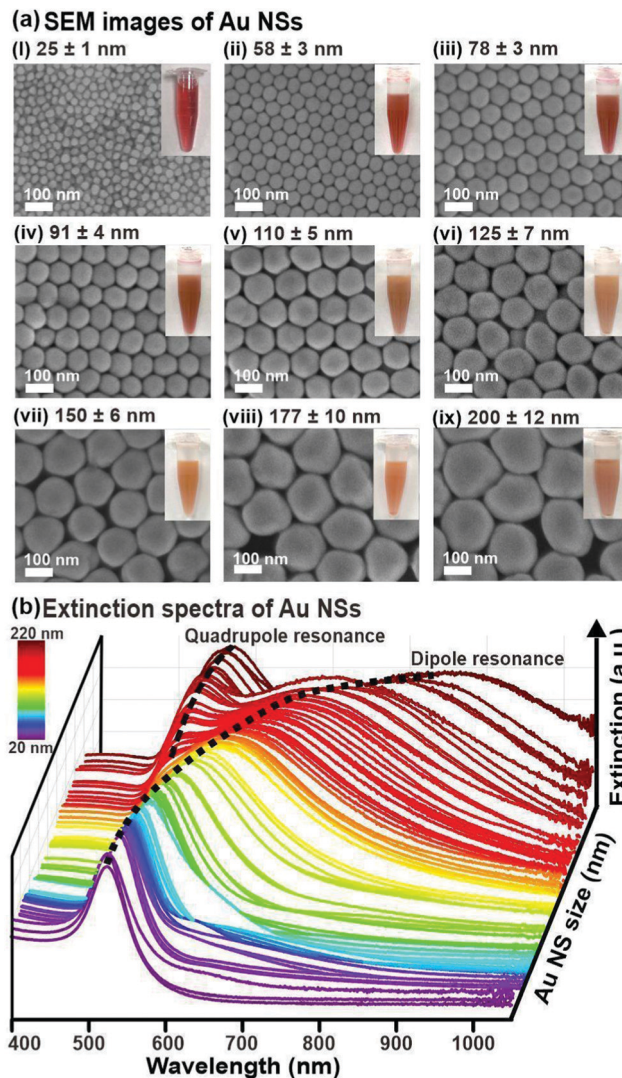 (a) SEM images of Au NSs
(I) 25 ± 1 nm
(ii) 58 ± 3 nm
(iii) 78 ± 3 nm
100 nm
100 nm
100 nm
(iv) 91 ± 4 nm
(v) 110 ± 5 nm
(vi) 125 ± 7 nm
100 nm
100 nm
100 nm
(vii) 150 ± 6 nm
(viii) 177 ± 10 nm
(ix) 200 ± 12 nm
100 nm
100 nm
100 nm
(b) Extinction spectra of Au NSs
220 nm
20 nm
Quadrupole resonance
Dipole resonance
Extinction (a.u.)
Au NS size (nm)
400 500 600 700 800 900 1000
Wavelength (nm)